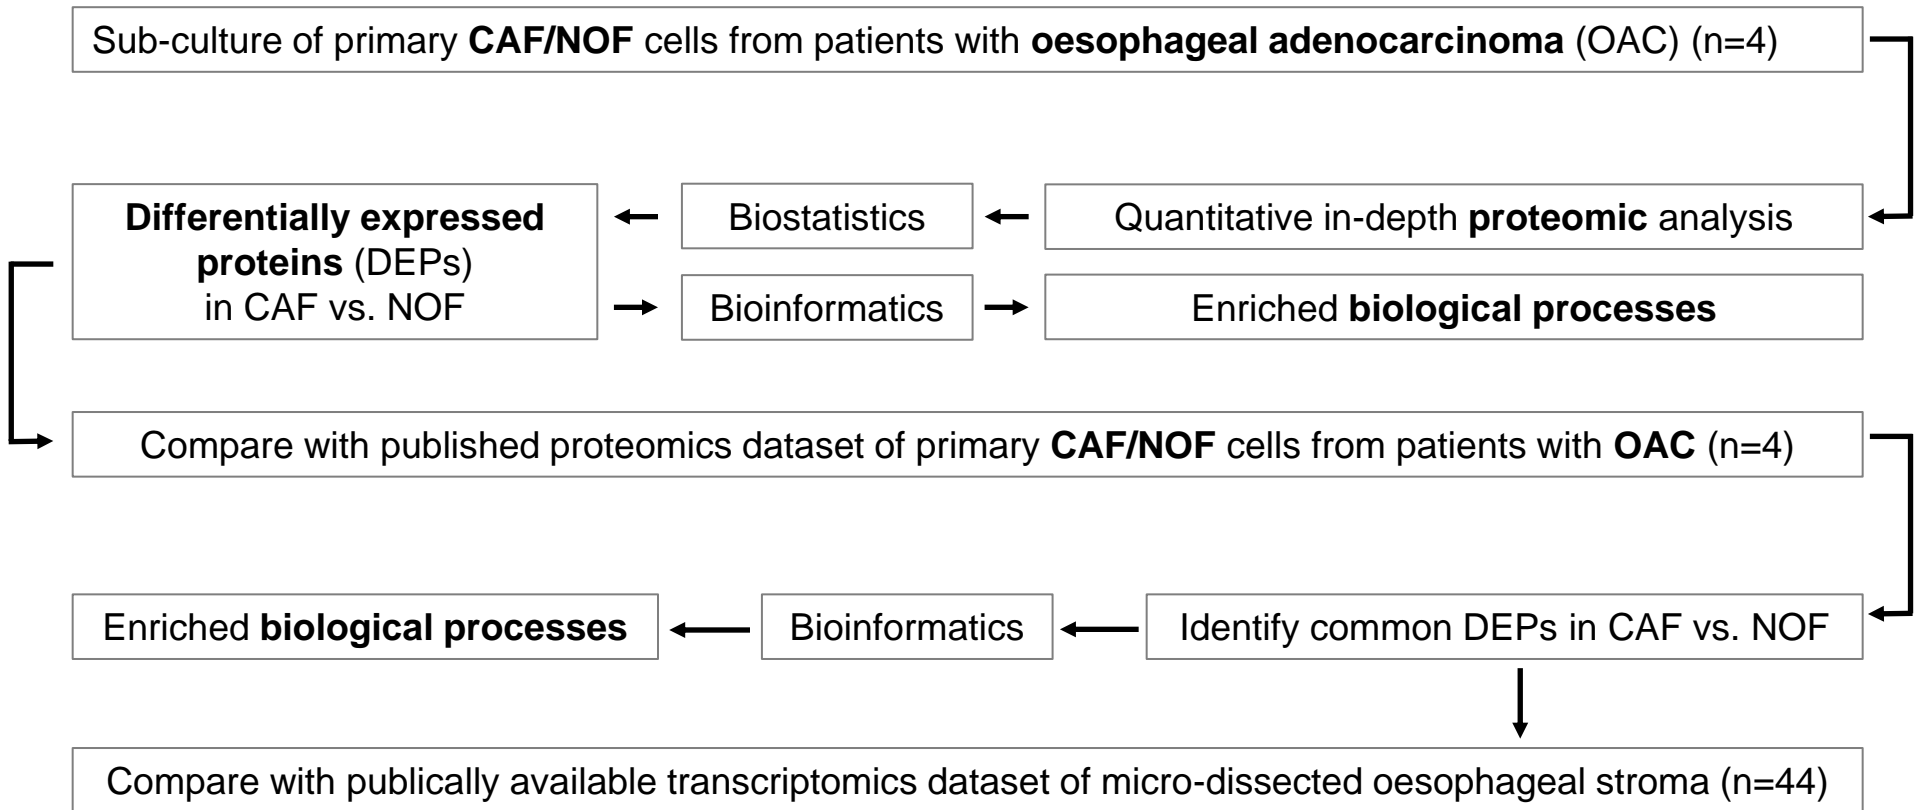 Sub-culture of primary CAF/NOF cells from patients with oesophageal adenocarcinoma (OAC) (n=4)
Quantitative in-depth proteomic analysis
Biostatistics
Differentially expressed
proteins (DEPs)
in CAF vs. NOF
Bioinformatics
Enriched biological processes
Compare with published proteomics dataset of primary CAF/NOF cells from patients with OAC (n=4)
Identify common DEPs in CAF vs. NOF
Bioinformatics
Enriched biological processes
Compare with publically available transcriptomics dataset of micro-dissected oesophageal stroma (n=44)